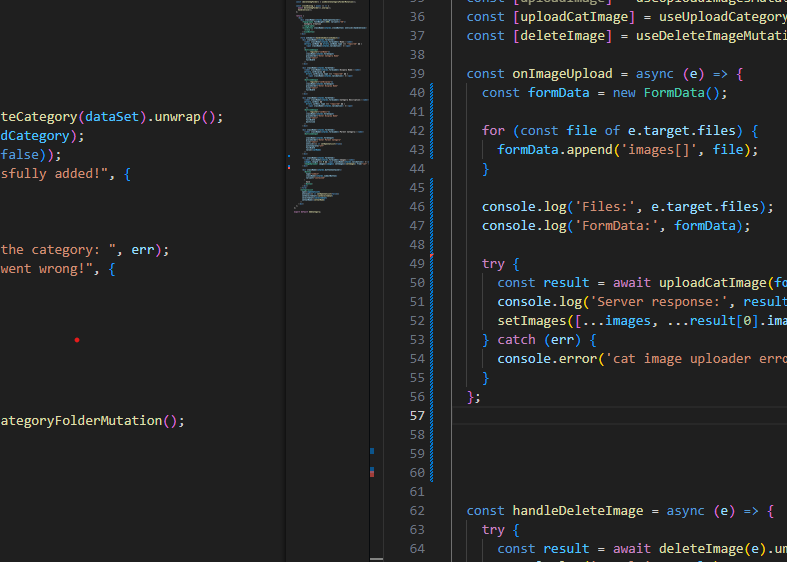 teCategory(dataSet).unwrap();
dCategory);
false));
sfully added!", {
the category: ", err);
went wrong!", {
ategoryFolderMutation();
36 const [uploadCatImage] = useUploadCategory
37 const [deleteImage] = useDeleteImageMutati
38
39 const onImageUpload = async (e) => {
40 const formData = new FormData();
41
42 for (const file of e.target.files) {
43 formData.append('images[]', file);
44 }
45
46 console.log('Files:', e.target.files);
47 console.log('FormData:', formData);
48
49 try {
50 const result = await uploadCatImage(fo
51 console.log('Server response:', result
52 setImages([...images, ...result[0].ima
53 } catch (err) {
54 console.error('cat image uploader erro
55 }
56 };
57
58
59
60
61
62 const handleDeleteImage = async (e) => {
63 try {
64 const result = await deleteImage(e).un